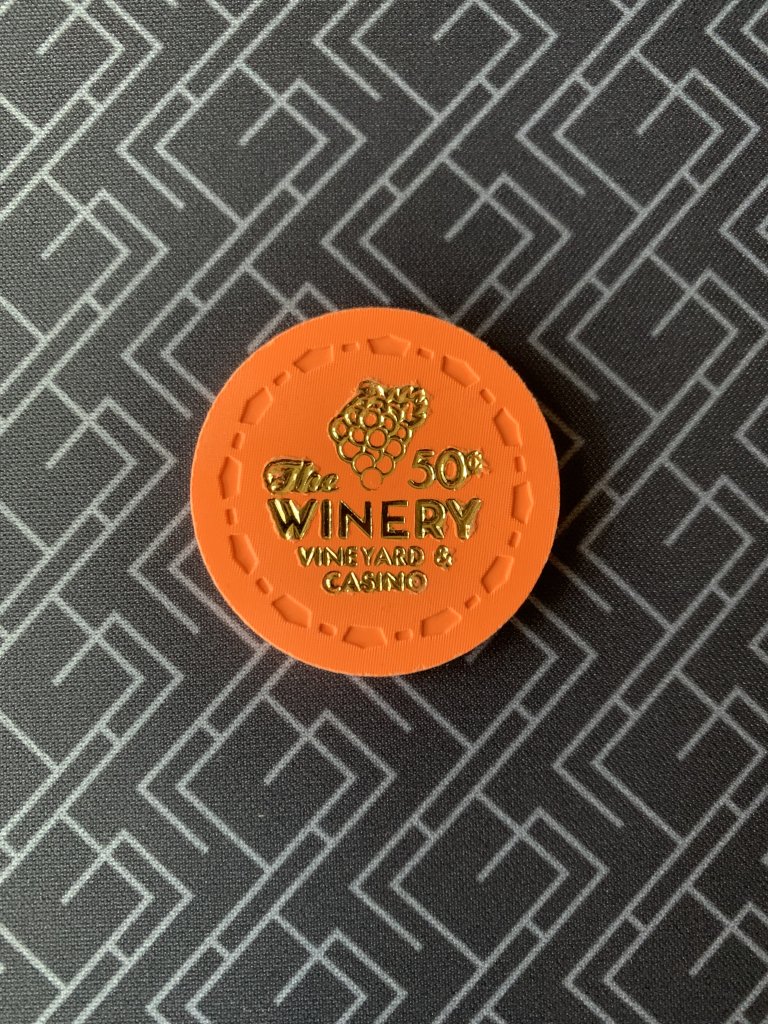 The 50¢
WINERY
VINEYARD &
CASINO